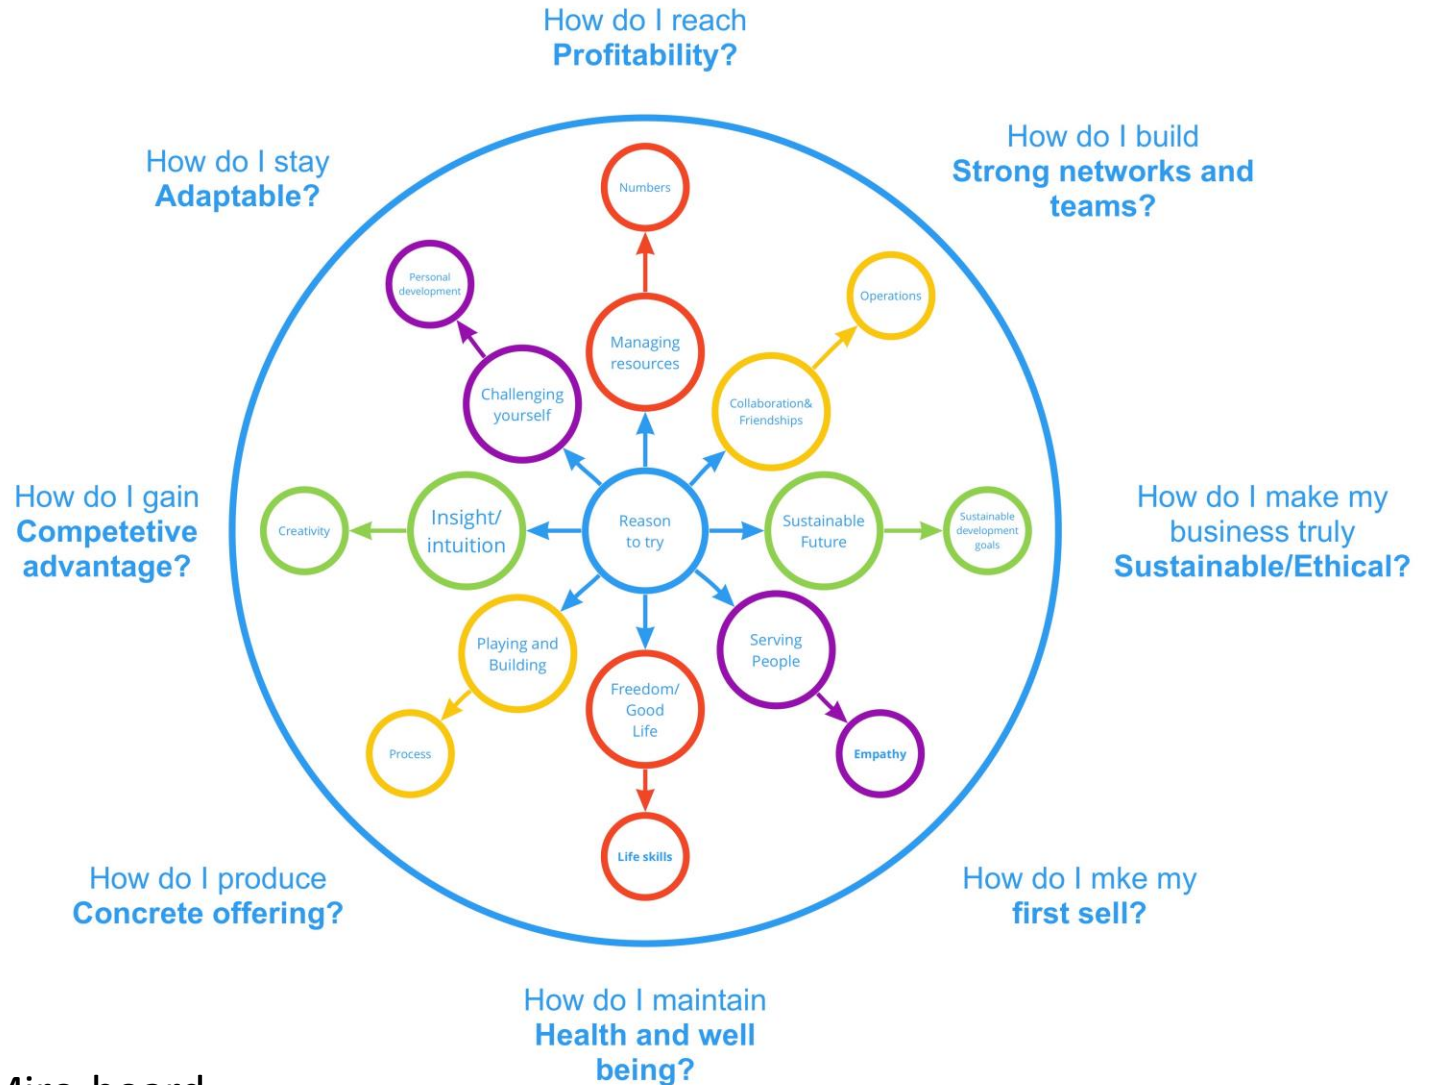 How do I reach
Profitability?
How do I build
Strong networks and
teams?
How do I stay
Adaptable?
Numbers
Personal
development
Operations
Managing
resources
Challenging
yourself
Collaboration&
Friendships
How do I gain
Competetive
advantage?
Creativity
Insight/
intuition
Reason
to try
Sustainable
Future
Sustainable
development
goals
How do I make my
business truly
Sustainable/Ethical?
Playing and
Building
Serving
People
Freedom/
Good
Life
Process
Empathy
Life skills
How do I produce
Concrete offering?
How do I mke my
first sell?
How do I maintain
Health and well
being?
board